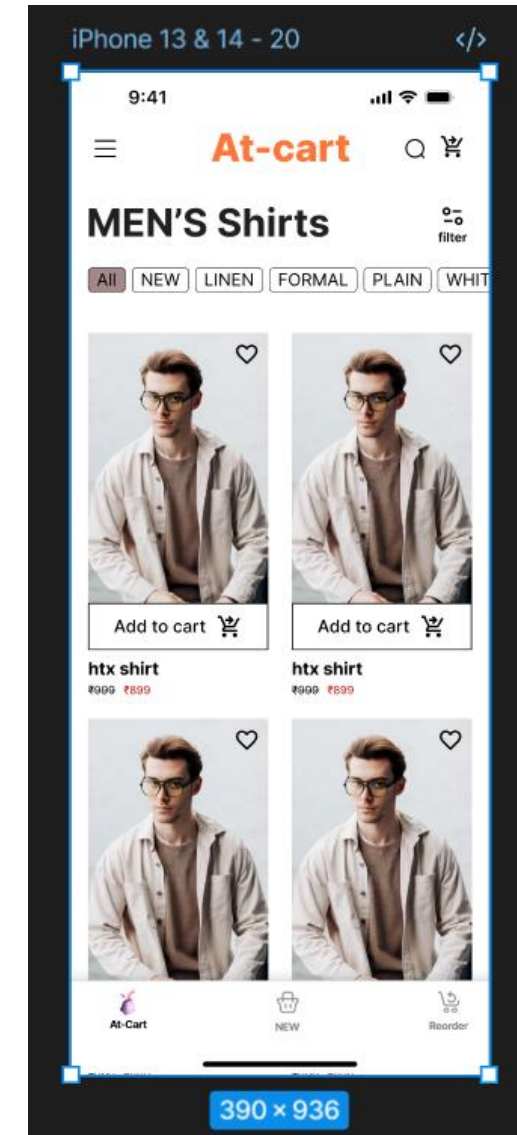 iPhone 13 & 14 - 20 </>
9:41
At-cart
MEN'S Shirts
filter
All NEW LINEN FORMAL PLAIN WHIT
Add to cart Add to cart
htx shirt htx shirt
₹999 ₹899 ₹999 ₹899
At-Cart NEW Reorder
390 × 936